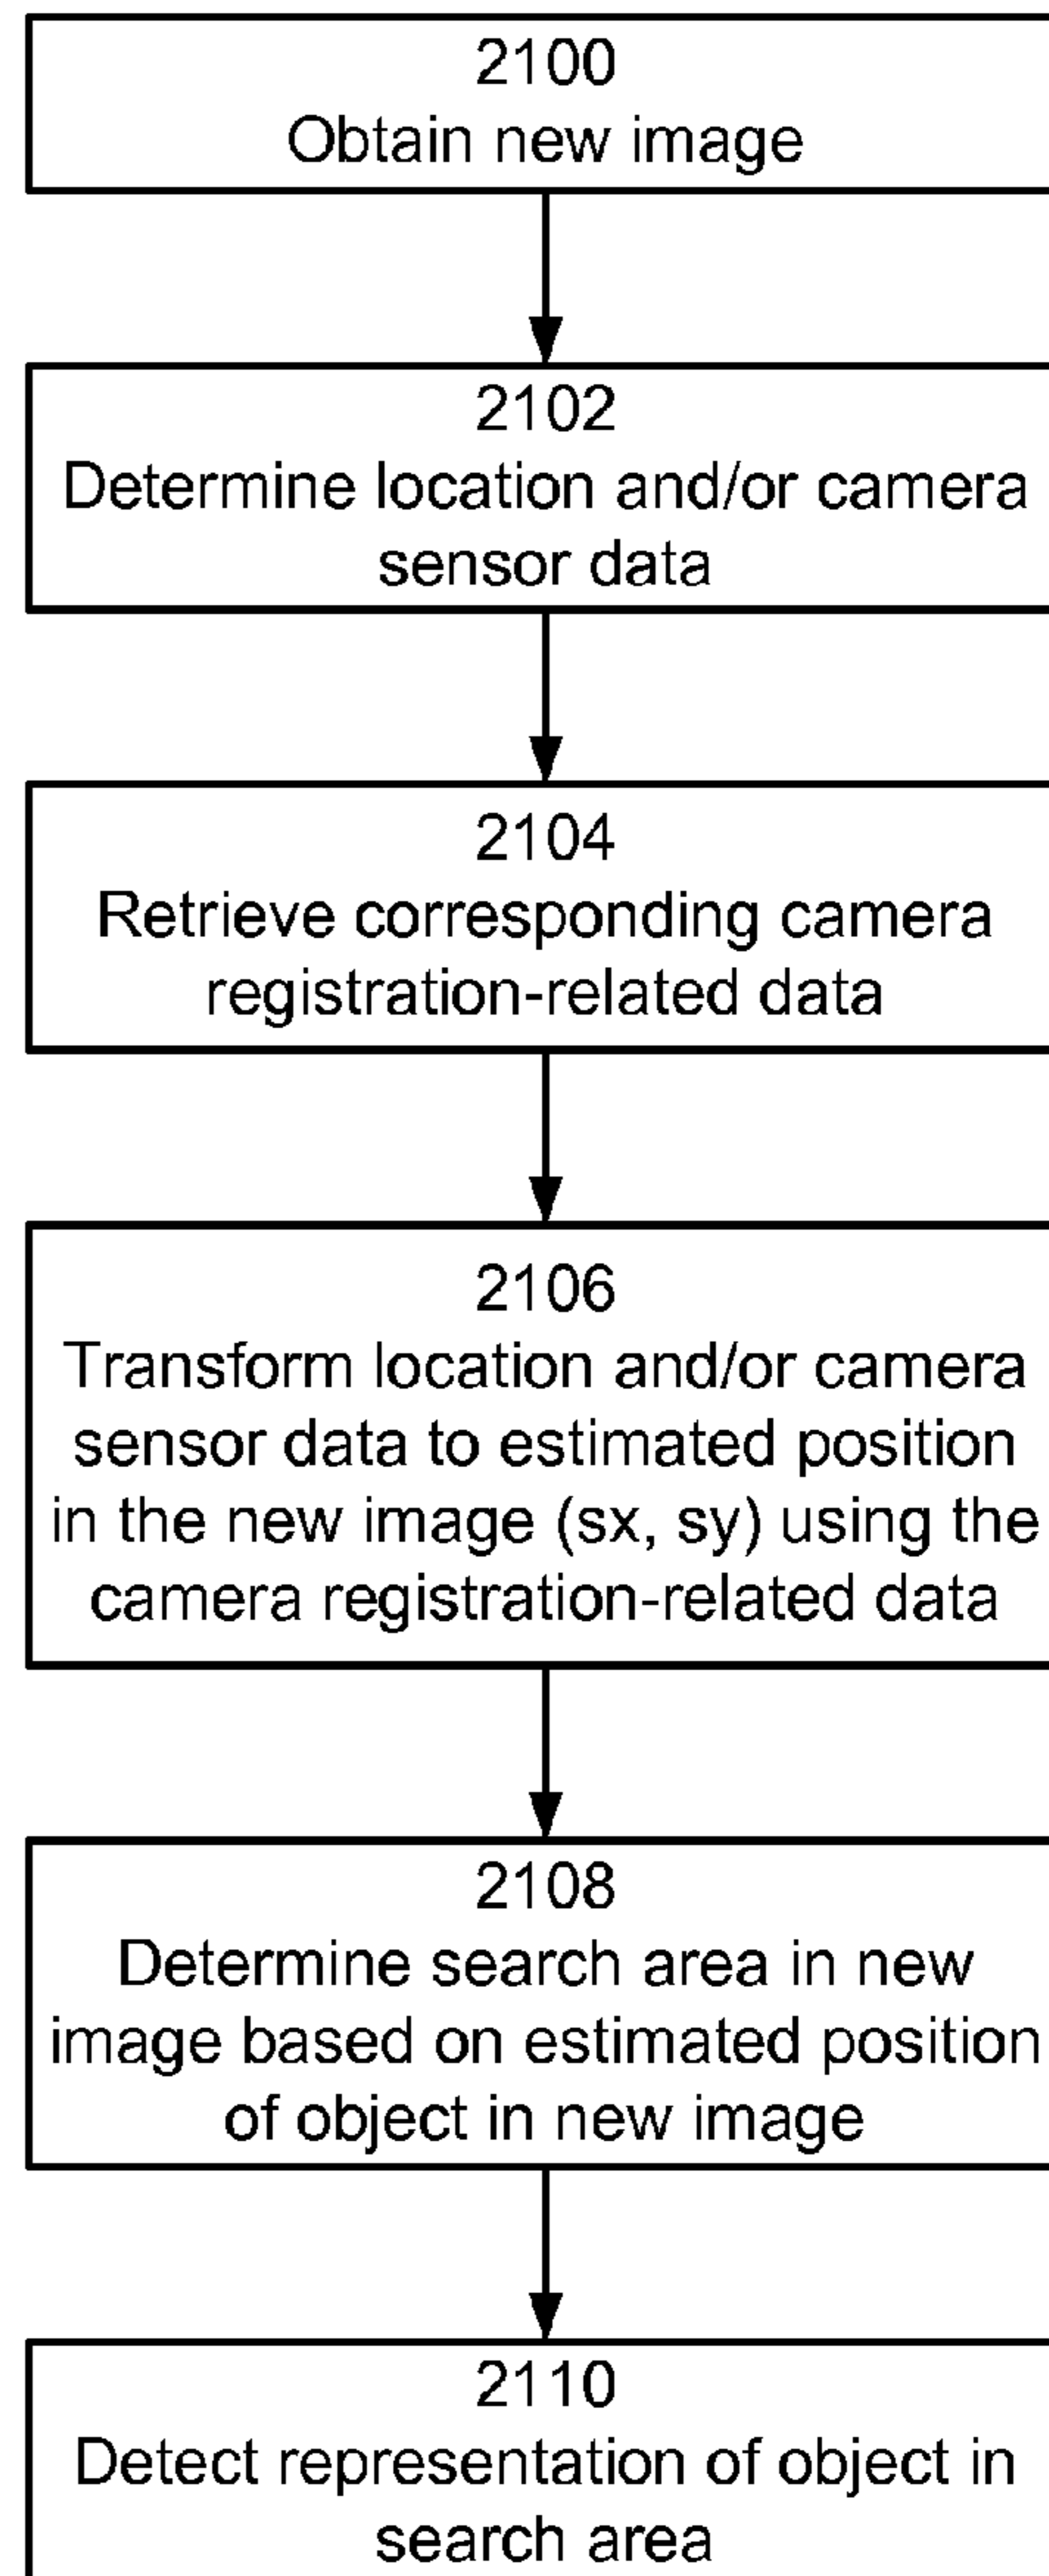 2100
Obtain new image
2102
Determine location and/or camera
sensor data
2104
Retrieve corresponding camera
registration-related data
2106
Transform location and/or camera
sensor data to estimated position
in the new image (sx, sy) using the
camera registration-related data
2108
Determine search area in new
image based on estimated position
of object in new image
2110
Detect representation of object in
search area